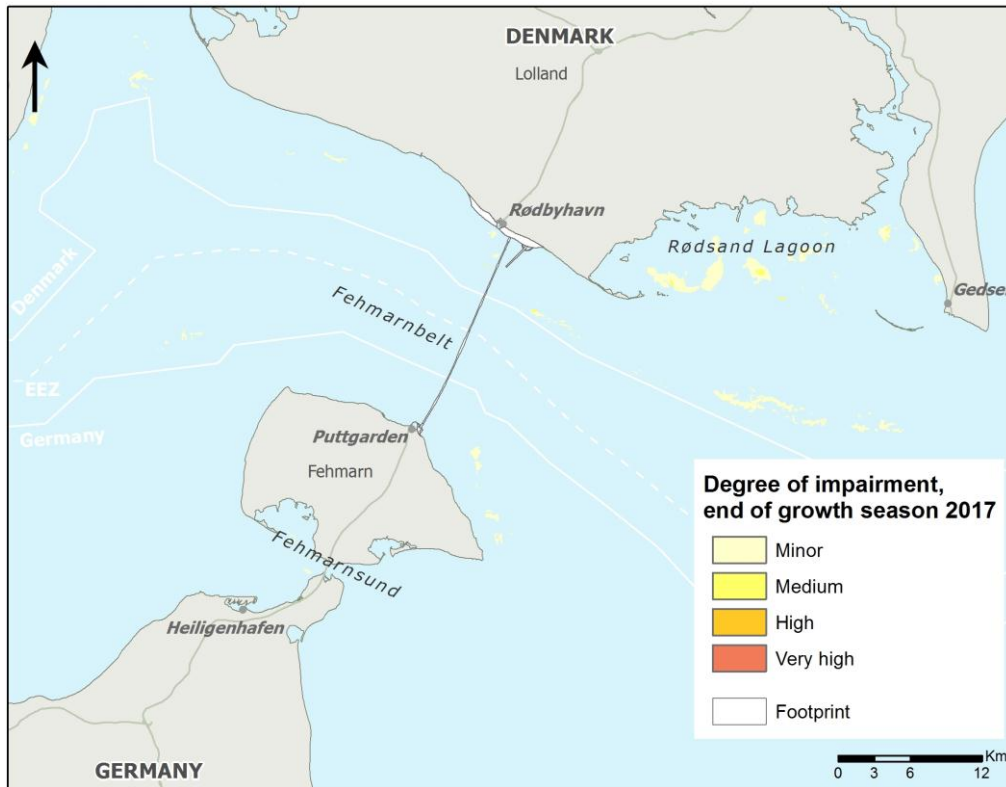 DENMARK
Lolland
Rødbyhavn
Rødsand Lagoon
Gedse
Denmark
Fehmarnbelt
EEZ
Germany
Puttgarden
Fehmarn
Fehmarnsund
Heiligenhafen
GERMANY
Degree of impairment,
end of growth season 2017
Minor
Medium
High
Very high
Footprint
Km
0 3 6 12